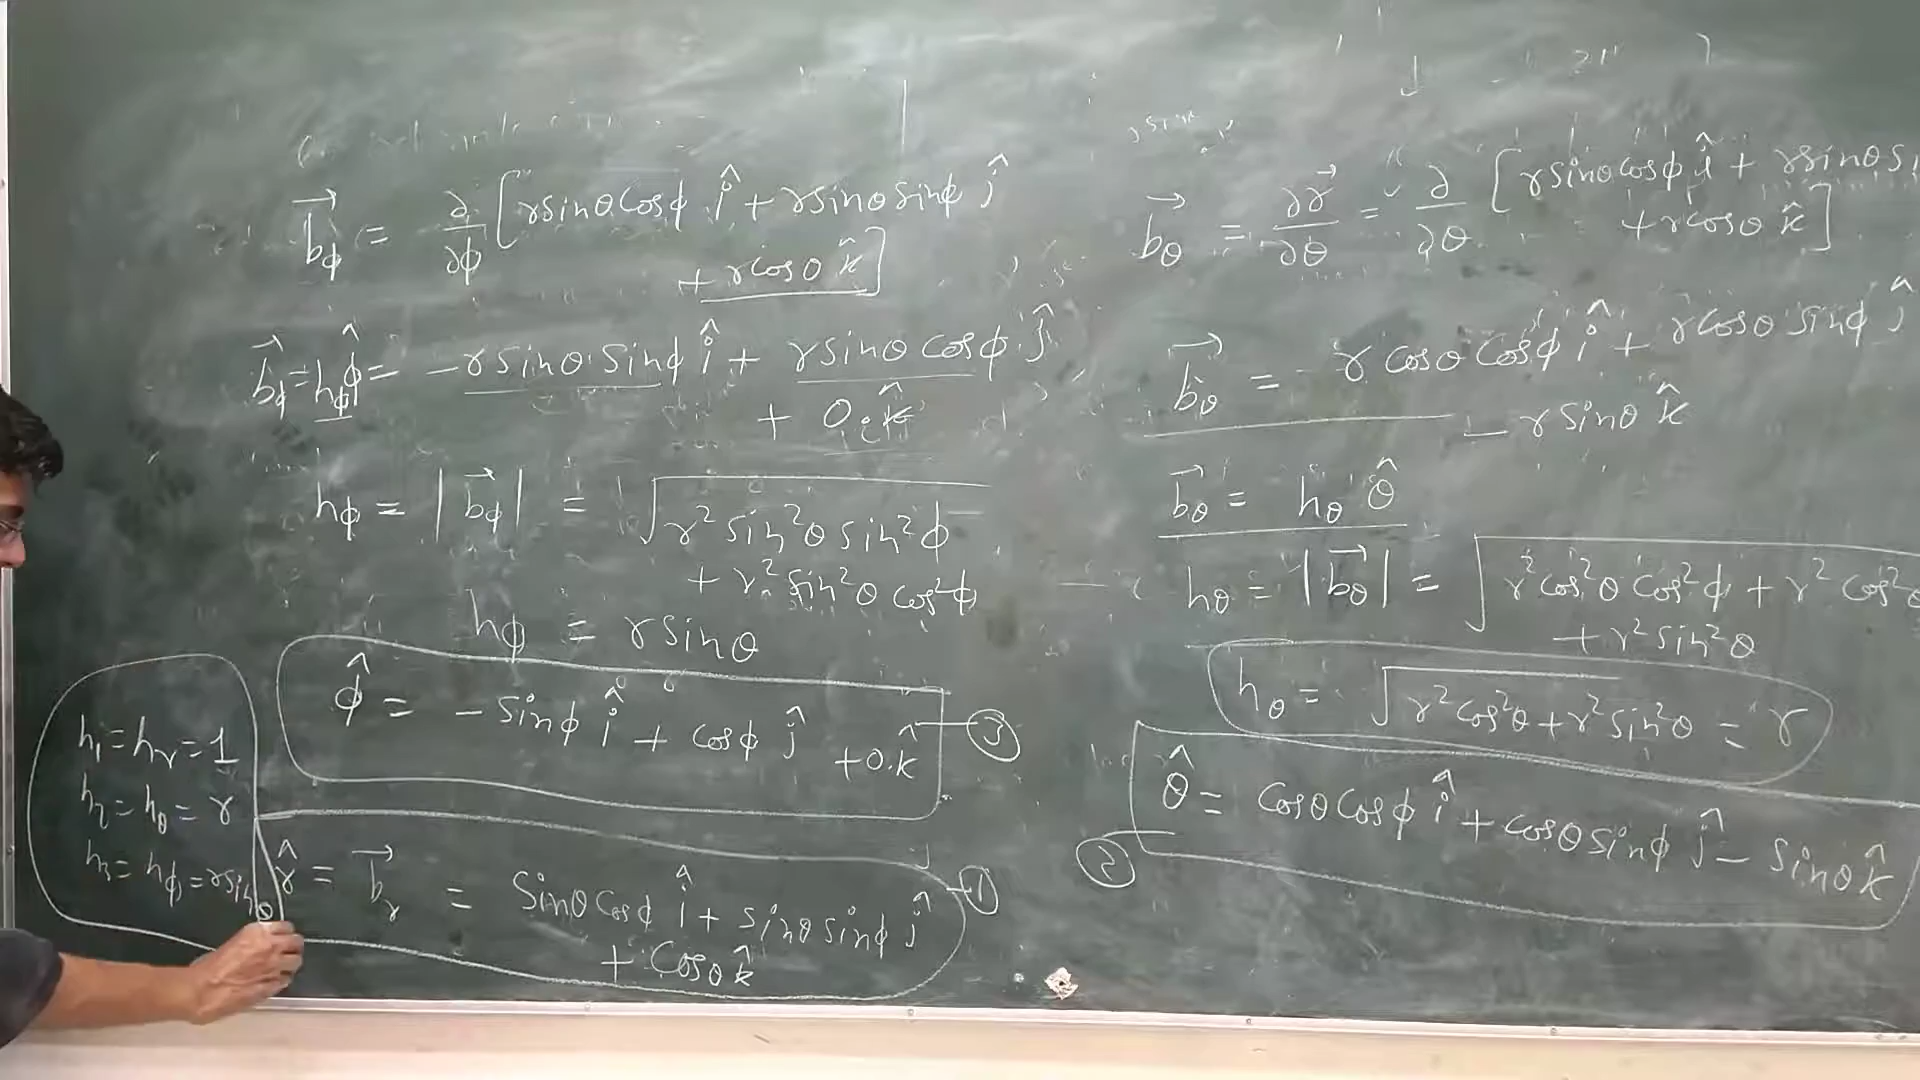 b⃗_ϕ = ∂/∂ϕ [r sinθ cosϕ î + r sinθ sinϕ ĵ
+ r cosθ k̂]
b⃗_ϕ = h_ϕ ϕ̂ = - r sinθ sinϕ î + r sinθ cosϕ ĵ
+ 0 k̂
h_ϕ = |b⃗_ϕ| = √r² sin²θ sin²ϕ
+ r² sin²θ cos²ϕ
h_ϕ = r sinθ
ϕ̂ = - sinϕ î + cosϕ ĵ + 0.k̂ ③
h₁ = h_r = 1
h₂ = h_θ = r
h₃ = h_ϕ = r sinθ
r̂ = b⃗_r = sinθ cosϕ î + sinθ sinϕ ĵ ①
+ cosθ k̂
b⃗_θ = ∂r⃗/∂θ = ∂/∂θ [r sinθ cosϕ î + r sinθ
+ r cosθ k̂]
b⃗_θ = r cosθ cosϕ î + r cosθ sinϕ ĵ
- r sinθ k̂
b⃗_θ = h_θ θ̂
h_θ = |b⃗_θ| = √r² cos²θ cos²ϕ + r² cos²θ
+ r² sin²θ
h_θ = √r² cos²θ + r² sin²θ = r
θ̂ = cosθ cosϕ î + cosθ sinϕ ĵ - sinθ k̂
②